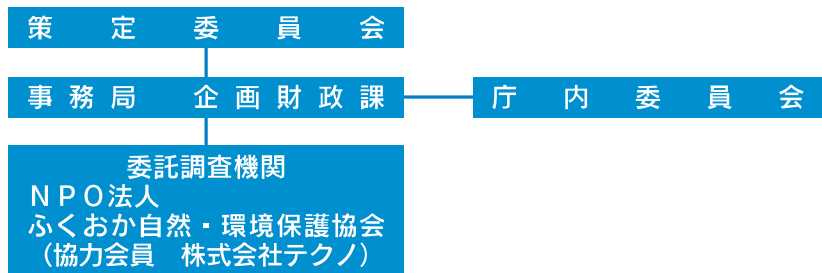 策定委員会
事務局　企画財政課
庁内委員会
委託調査機関
ＮＰＯ法人
ふくおか自然・環境保護協会
（協力会員　株式会社テクノ）